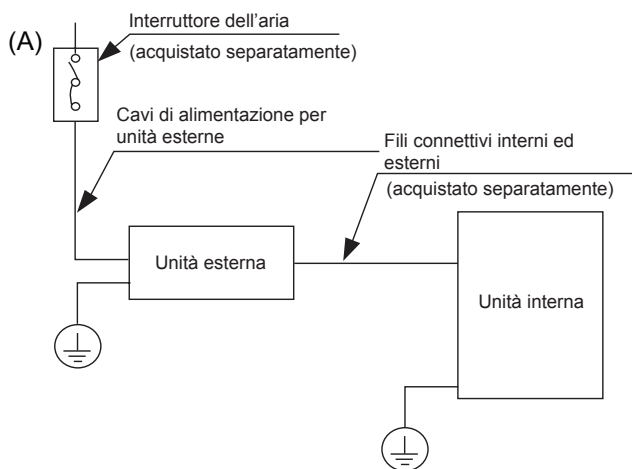 (A)
Interruttore dell'aria
(acquistato separatamente)
Cavi di alimentazione per
unità esterne
Fili connettivi interni ed
esterni
(acquistato separatamente)
Unità esterna
Unità interna